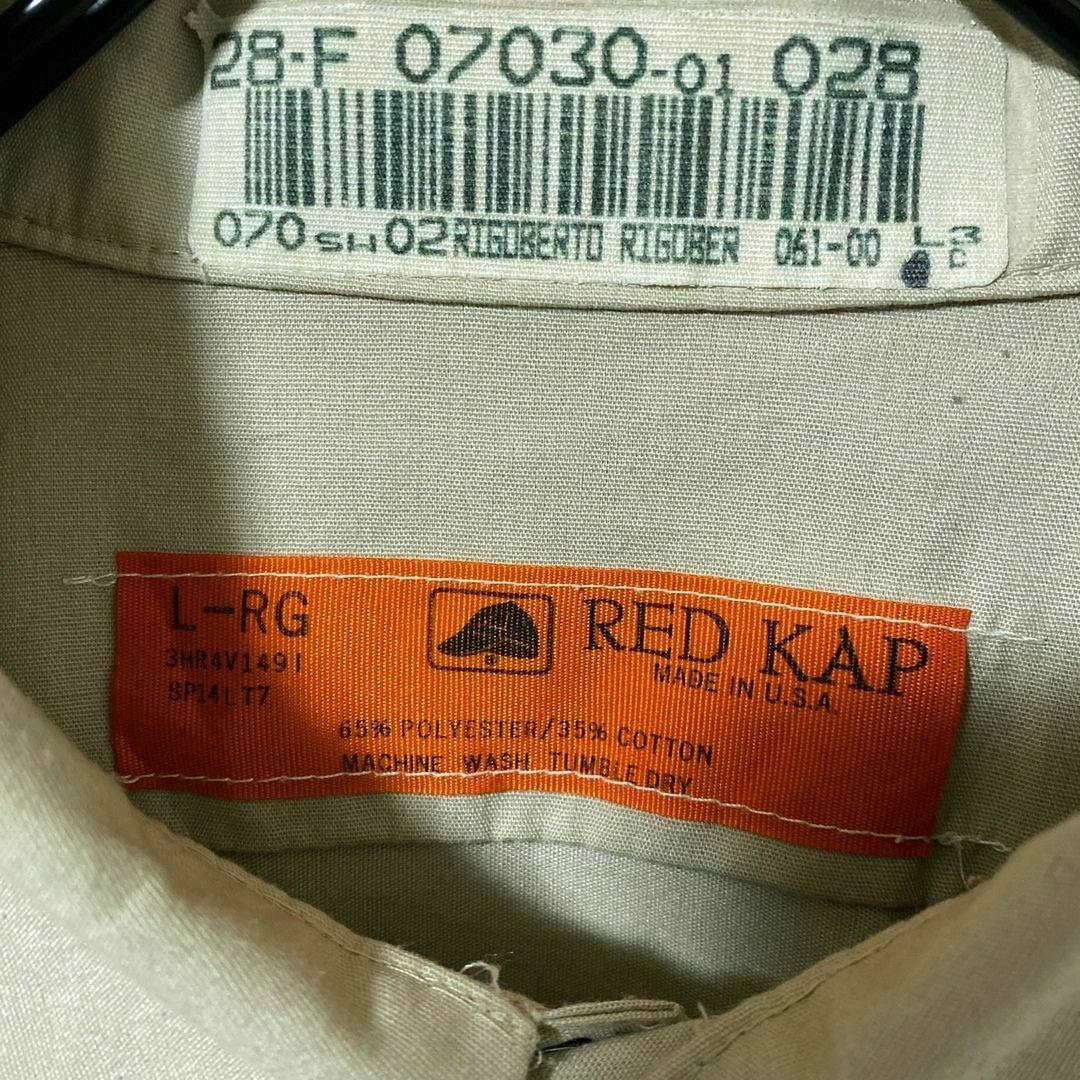 28-F 07030-01 028
070 SH 02 RIGOBERTO RIGOBER 061-00 L
L-RG
3HR4V1491
SP14LT7
RED KAP
MADE IN U.S.A.
65% POLYESTER/35% COTTON
MACHINE WASH TUMBLE DRY